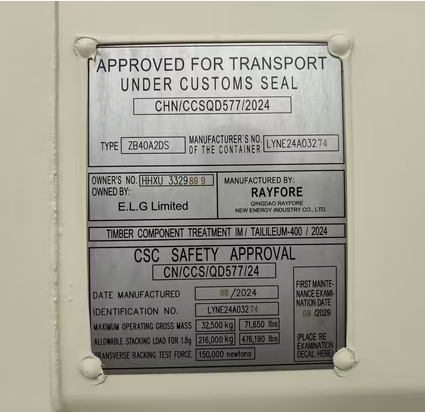 APPROVED FOR TRANSPORT
UNDER CUSTOMS SEAL
CHN/CCSQD577/2024
TYPE ZB40A2DS MANUFACTURER'S NO. OF THE CONTAINER LYNE24A03274
OWNER'S NO. HHXU 332989 9
OWNED BY:
E.L.G Limited
MANUFACTURED BY:
RAYFORE
QINGDAO RAYFORE
NEW ENERGY INDUSTRY CO., LTD.
TIMBER COMPONENT TREATMENT IM / TAILILEUM-400 / 2024
CSC SAFETY APPROVAL
CN/CCS/QD577/24
DATE MANUFACTURED 08/2024
IDENTIFICATION NO. LYNE24A03274
MAXIMUM OPERATING GROSS MASS 32,500 kg 71,650 lbs
ALLOWABLE STACKING LOAD FOR 1.8g 216,000 kg 476,190 lbs
TRANSVERSE RACKING TEST FORCE 150,000 newtons
FIRST MAINTE-
NANCE EXAMI-
NATION DATE
08/2029
(PLACE RE
EXAMINATION
DECAL HERE)